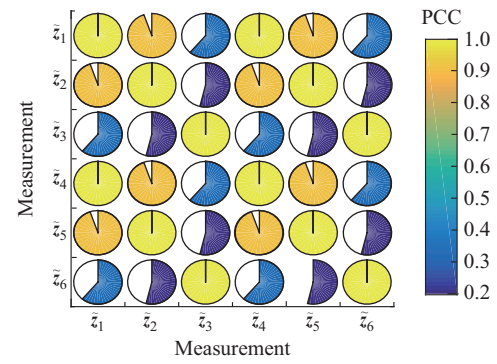 PCC
z̃₁
z̃₂
z̃₃
z̃₄
z̃₅
z̃₆
Measurement
1.0
0.9
0.8
0.7
0.6
0.5
0.4
0.3
0.2
z̃₁ z̃₂ z̃₃ z̃₄ z̃₅ z̃₆
Measurement